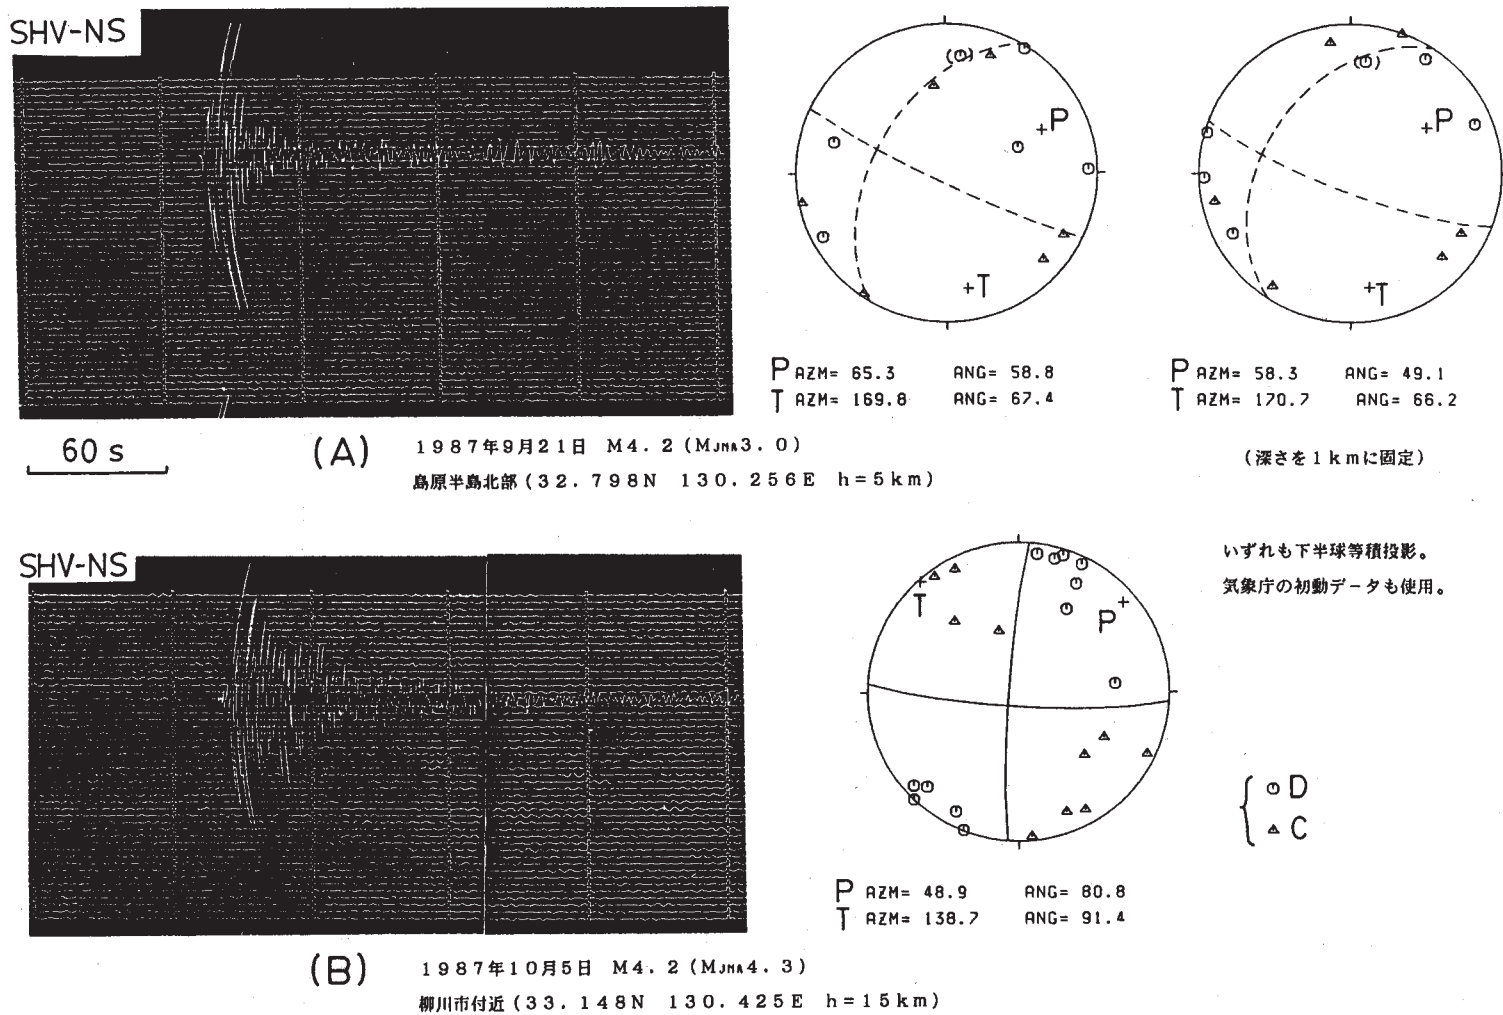 SHV-NS
P
T
P
T
P AZM= 65.3 ANG= 58.8
T AZM= 169.8 ANG= 67.4
P AZM= 58.3 ANG= 49.1
T AZM= 170.7 ANG= 66.2
60 s
(A)
1987年9月21日 M4.2(MJMA3.0)
島原半島北部(32.798N 130.256E h=5km)
(深さを1kmに固定)
SHV-NS
いずれも下半球等積投影。
気象庁の初動データも使用。
T
P
D
C
P AZM= 48.9 ANG= 80.8
T AZM= 138.7 ANG= 91.4
(B)
1987年10月5日 M4.2(MJMA4.3)
柳川市付近(33.148N 130.425E h=15km)